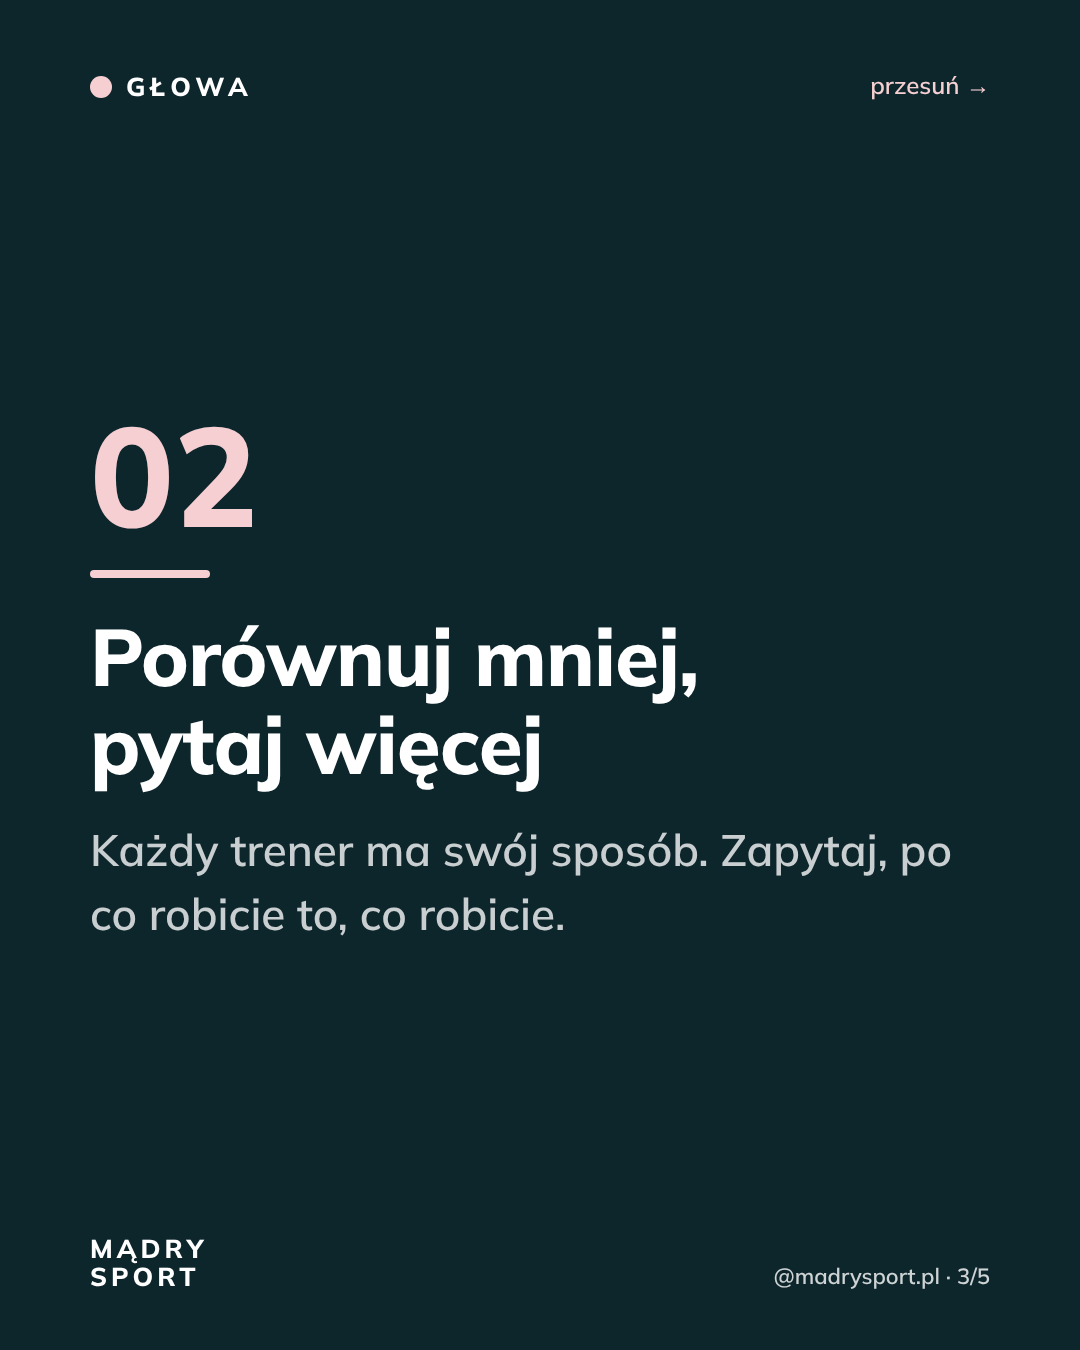 GŁOWA
przesuń →
02
Porównuj mniej,
pytaj więcej
Każdy trener ma swój sposób. Zapytaj, po
co robicie to, co robicie.
MĄDRY
SPORT
@madrysport.pl · 3/5